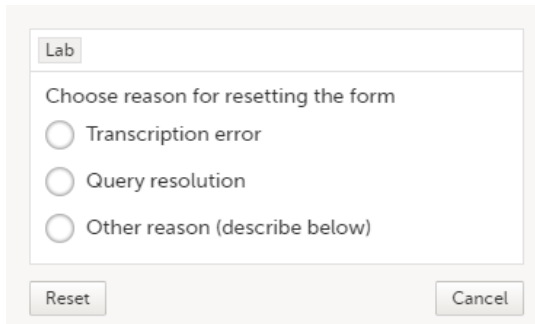 Lab
Choose reason for resetting the form
Transcription error
Query resolution
Other reason (describe below)
Reset
Cancel